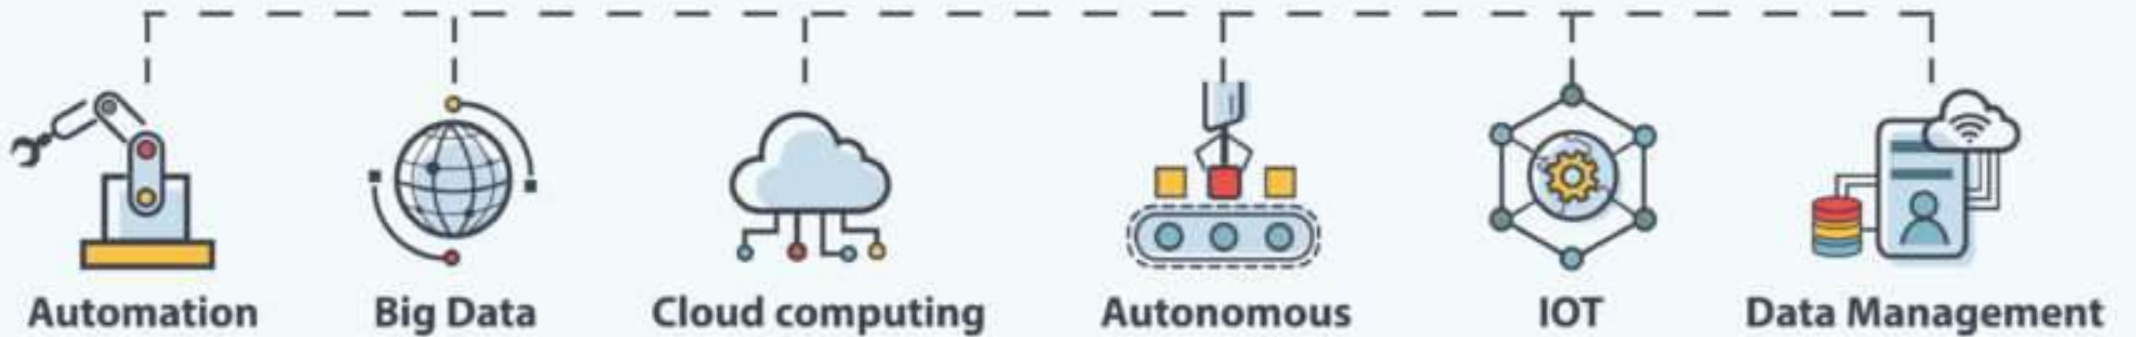 Automation
Big Data
Cloud computing
Autonomous
IOT
Data Management